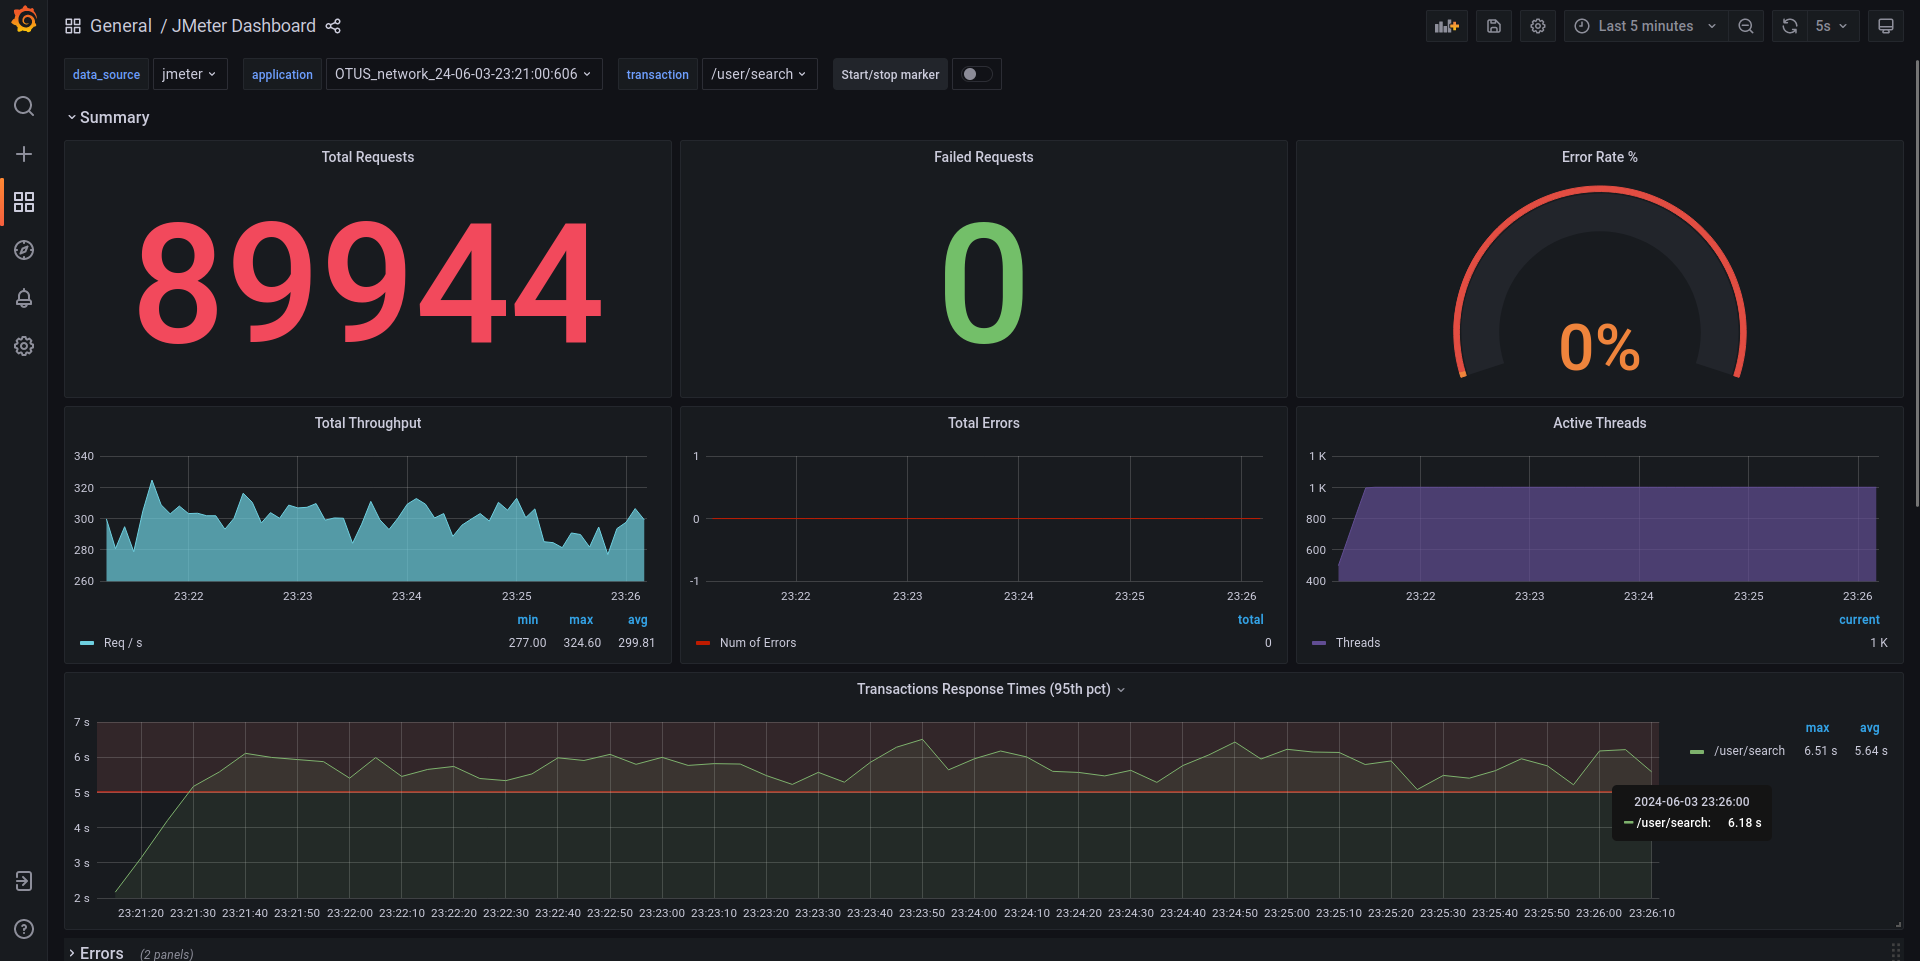 General / JMeter Dashboard
Last 5 minutes
5s
data_source jmeter application OTUS_network_24-06-03-23:21:00:606 transaction /user/search Start/stop marker
Summary
Total Requests
89944
Failed Requests
0
Error Rate %
0%
Total Throughput
340
320
300
280
260
23:22 23:23 23:24 23:25 23:26
min max avg
Req / s 277.00 324.60 299.81
Total Errors
1
0
-1
23:22 23:23 23:24 23:25 23:26
total
Num of Errors 0
Active Threads
1 K
1 K
800
600
400
23:22 23:23 23:24 23:25 23:26
current
Threads 1 K
Transactions Response Times (95th pct)
7 s
6 s
5 s
4 s
3 s
2 s
23:21:20 23:21:30 23:21:40 23:21:50 23:22:00 23:22:10 23:22:20 23:22:30 23:22:40 23:22:50 23:23:00 23:23:10 23:23:20 23:23:30 23:23:40 23:23:50 23:24:00 23:24:10 23:24:20 23:24:30 23:24:40 23:24:50 23:25:00 23:25:10 23:25:20 23:25:30 23:25:40 23:25:50 23:26:00 23:26:10
max avg
/user/search 6.51 s 5.64 s
2024-06-03 23:26:00
/user/search: 6.18 s
Errors (2 panels)